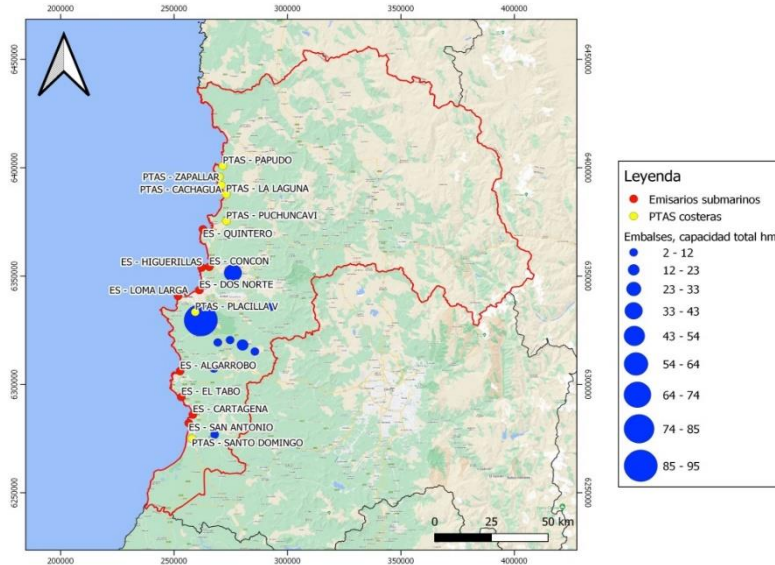 200000 250000 300000 350000 400000
6450000 6450000
PTAS - PAPUDO
6400000 6400000
PTAS - ZAPALLAR
PTAS - CACHAGUA PTAS - LA LAGUNA
PTAS - PUCHUNCAVI
ES - QUINTERO
ES - HIGUERILLAS ES - CONCON
6350000 6350000
ES - LOMA LARGA ES - DOS NORTE
PTAS - PLACILLA V
ES - ALGARROBO
6300000 6300000
ES - EL TABO
ES - CARTAGENA
ES - SAN ANTONIO
PTAS - SANTO DOMINGO
6250000 6250000
0 25 50 km
200000 250000 300000 350000 400000
Leyenda
Emisarios submarinos
PTAS costeras
Embalses, capacidad total hm
2 - 12
12 - 23
23 - 33
33 - 43
43 - 54
54 - 64
64 - 74
74 - 85
85 - 95